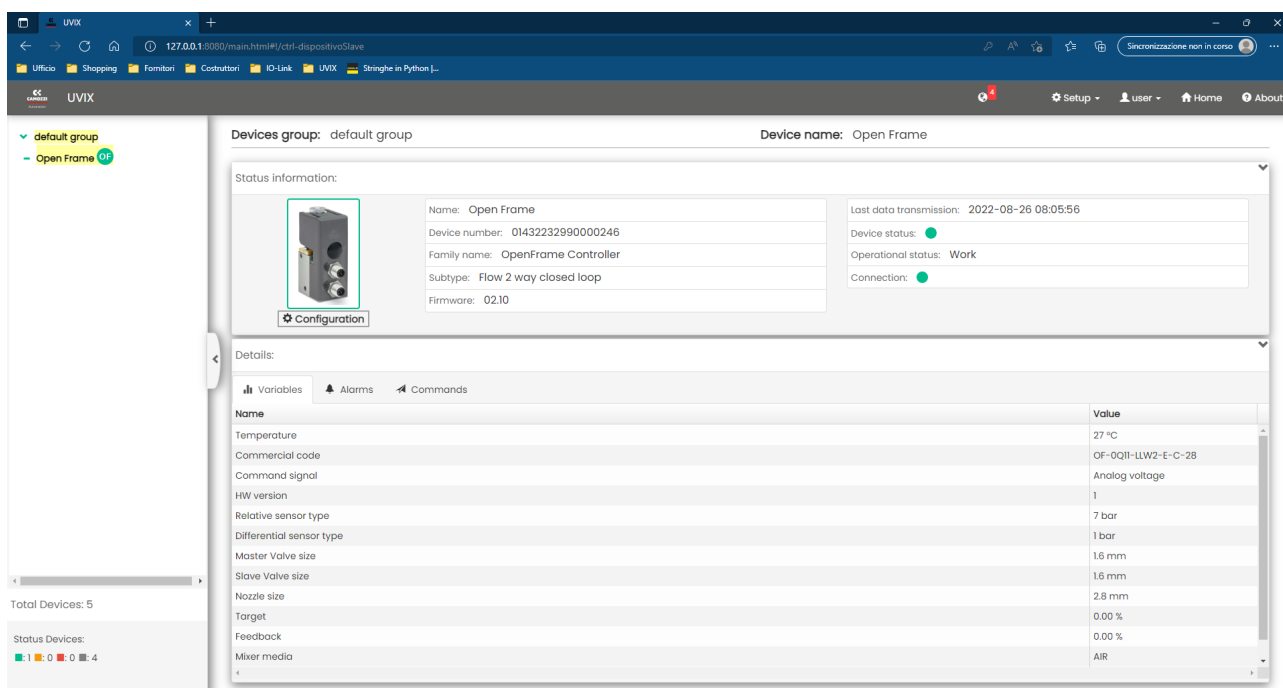 UVIX
127.0.0.1:8080/main.html#!/ctrl-dispositivoSlave
Sincronizzazione non in corso
Ufficio Shopping Fornitori Costruttori IO-Link UVIX Stringhe in Python |...
CAMOZZI UVIX 4 Setup user Home About
default group
Open Frame OF
Devices group: default group Device name: Open Frame
Status information:
Name: Open Frame
Device number: 01432232990000246
Family name: OpenFrame Controller
Subtype: Flow 2 way closed loop
Firmware: 02.10
Last data transmission: 2022-08-26 08:05:56
Device status:
Operational status: Work
Connection:
Configuration
Details:
Variables Alarms Commands
Name Value
Temperature 27 °C
Commercial code OF-0Q11-LLW2-E-C-28
Command signal Analog voltage
HW version 1
Relative sensor type 7 bar
Differential sensor type 1 bar
Master Valve size 1.6 mm
Slave Valve size 1.6 mm
Nozzle size 2.8 mm
Target 0.00 %
Feedback 0.00 %
Mixer media AIR
Total Devices: 5
Status Devices:
: 1 : 0 : 0 : 4